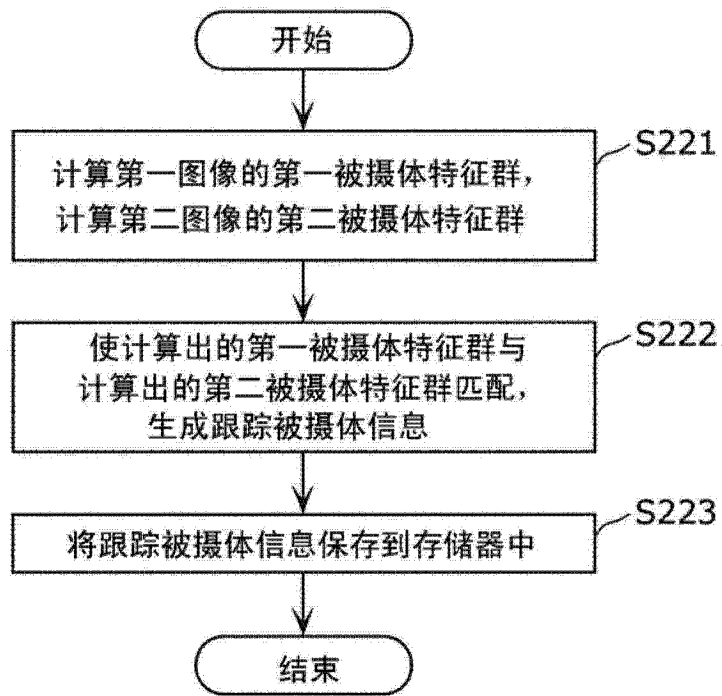 开始
S221
计算第一图像的第一被摄体特征群，
计算第二图像的第二被摄体特征群
S222
使计算出的第一被摄体特征群与
计算出的第二被摄体特征群匹配，
生成跟踪被摄体信息
S223
将跟踪被摄体信息保存到存储器中
结束